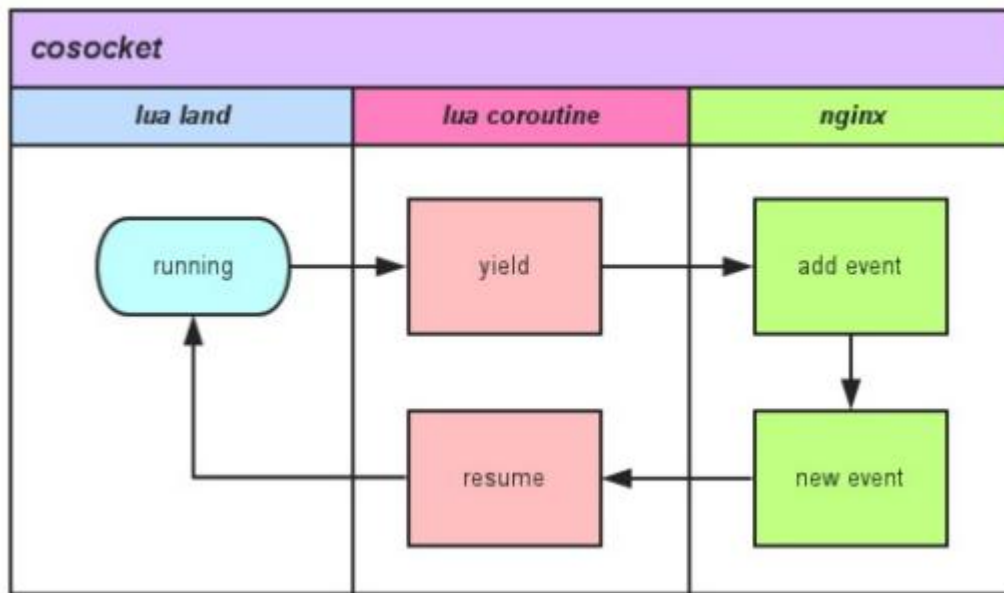 cosocket
lua land
lua coroutine
nginx
running
yield
add event
resume
new event